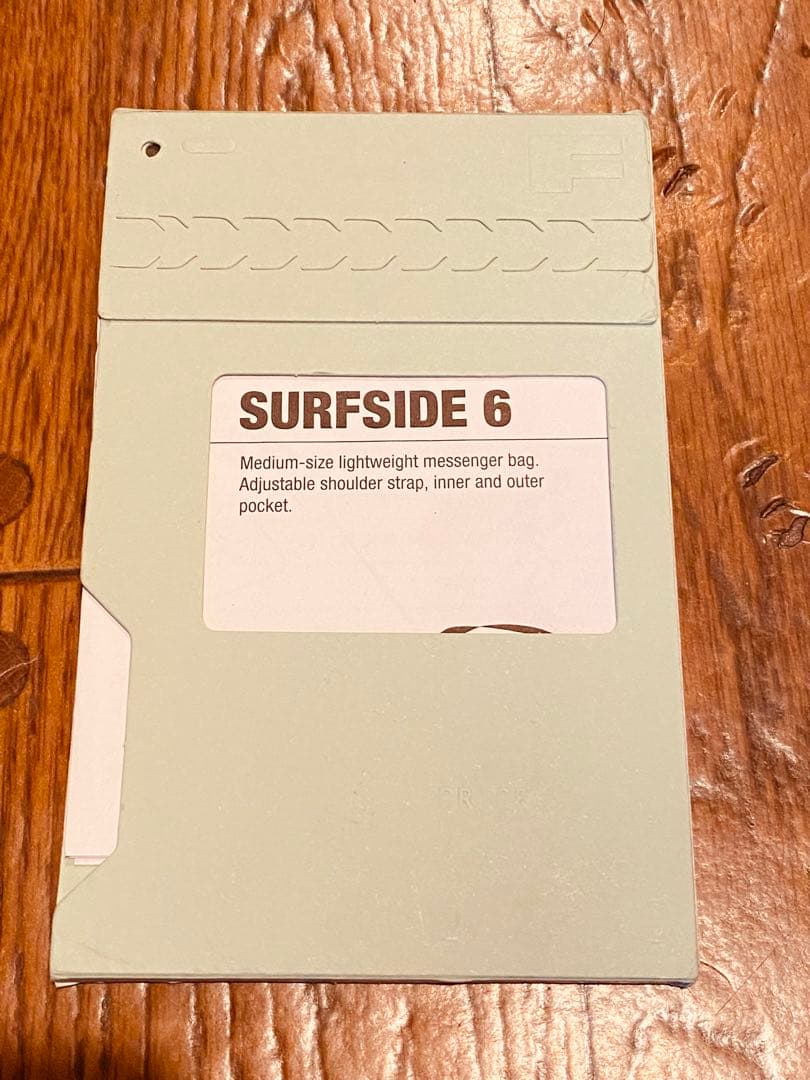 SURFSIDE 6
Medium-size lightweight messenger bag.
Adjustable shoulder strap, inner and outer
pocket.